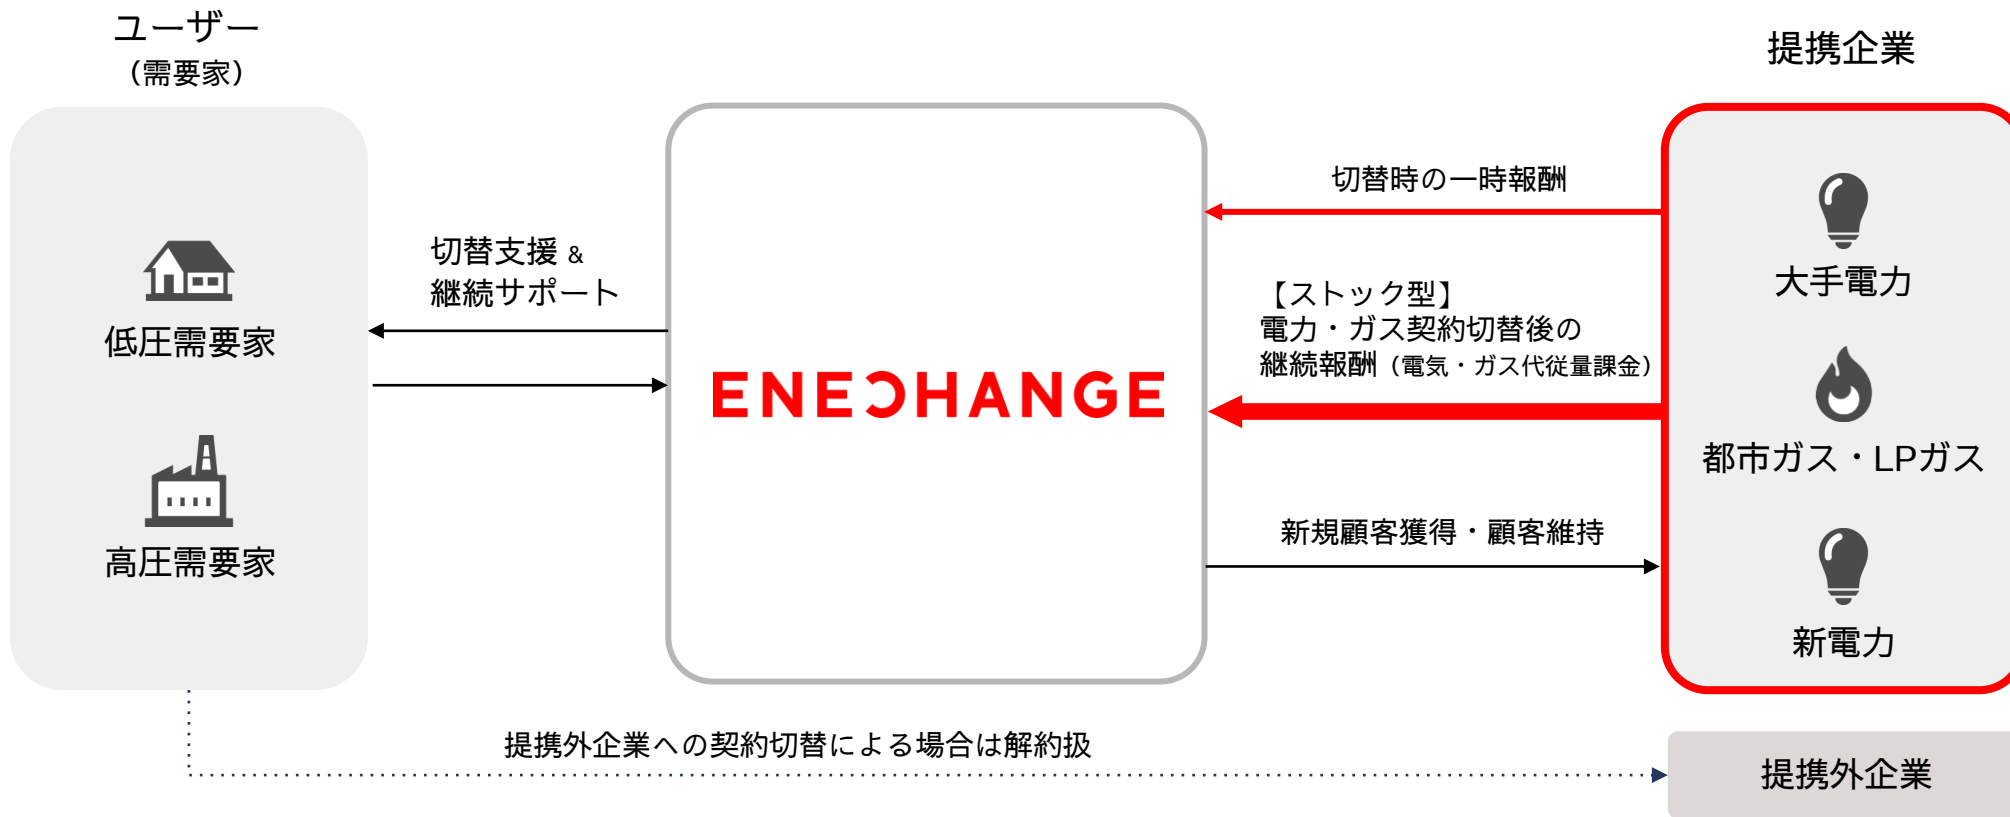 ユーザー
（需要家）
低圧需要家
高圧需要家
切替支援 &
継続サポート
ENECHANGE
切替時の一時報酬
【ストック型】
電力・ガス契約切替後の
継続報酬（電気・ガス代従量課金）
新規顧客獲得・顧客維持
提携企業
大手電力
都市ガス・LPガス
新電力
提携外企業への契約切替による場合は解約扱
提携外企業